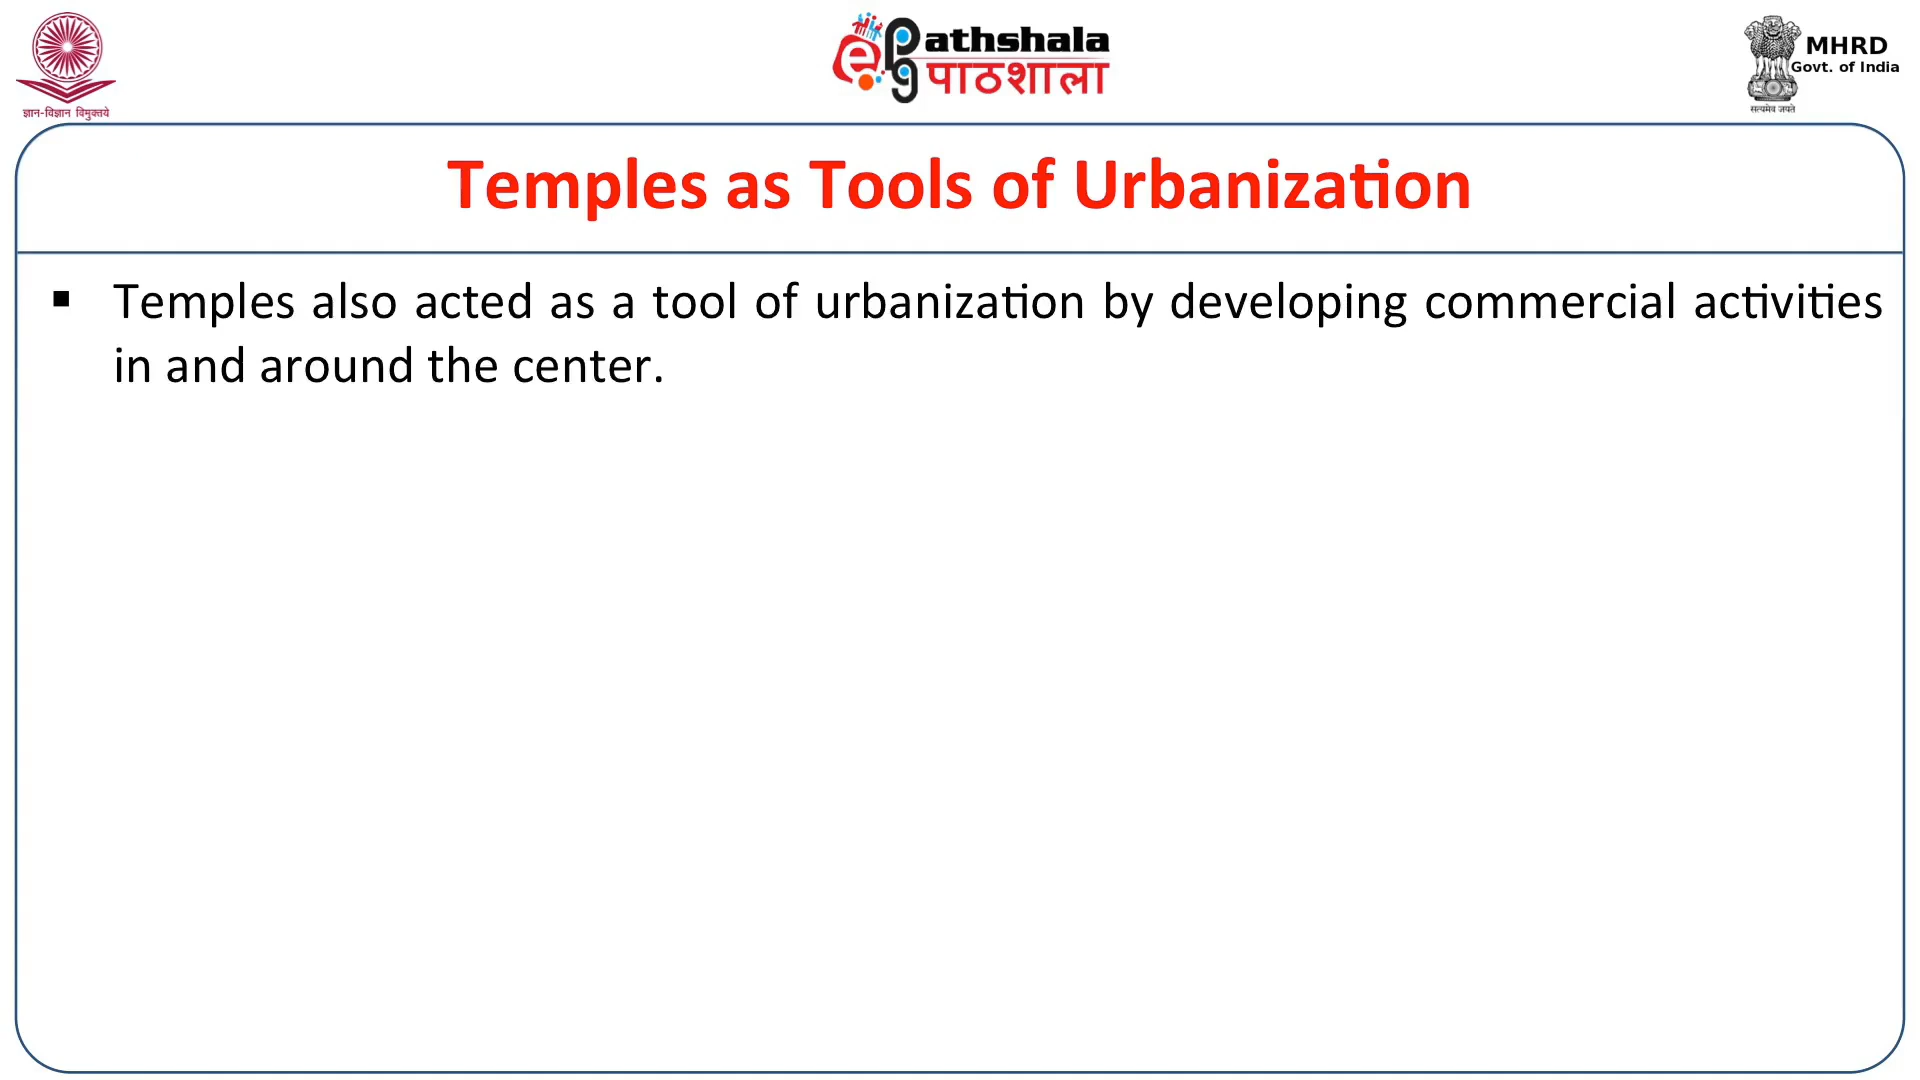 ज्ञान-विज्ञान विमुक्तये
ePathshala
पाठशाला
MHRD
Govt. of India
सत्यमेव जयते
Temples as Tools of Urbanization
▪ Temples also acted as a tool of urbanization by developing commercial activities
in and around the center.